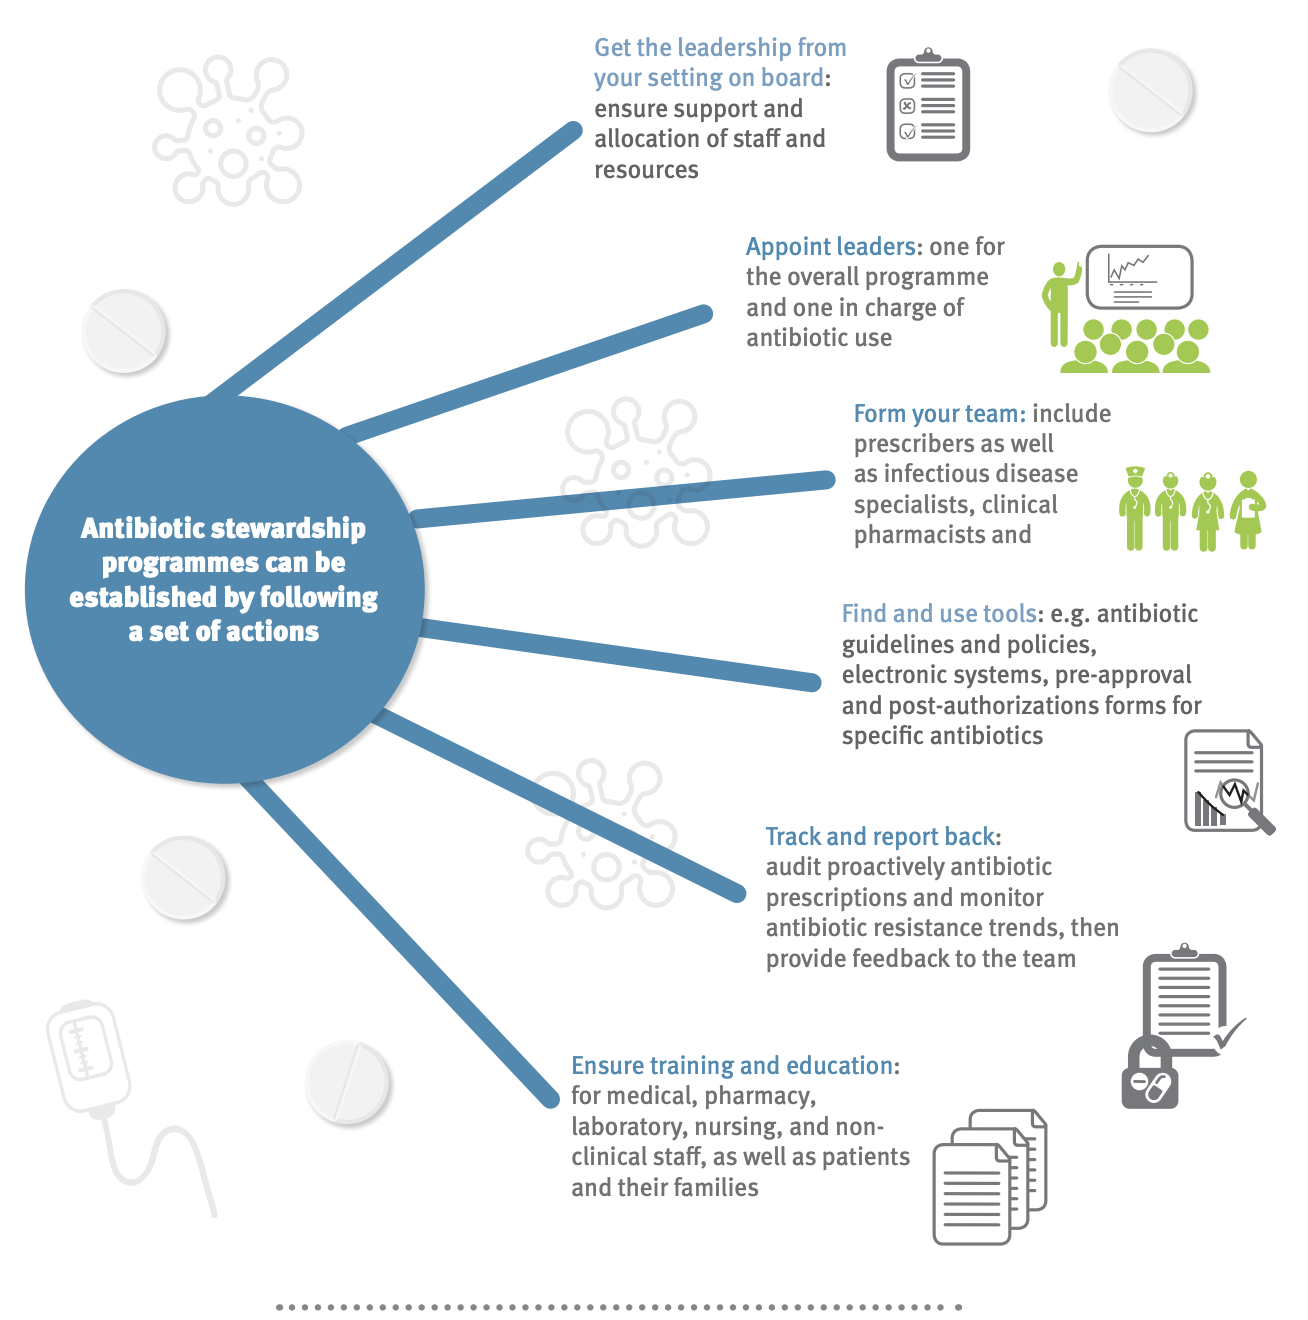 Get the leadership from
your setting on board:
ensure support and
allocation of staff and
resources
Appoint leaders: one for
the overall programme
and one in charge of
antibiotic use
Form your team: include
prescribers as well
as infectious disease
specialists, clinical
pharmacists and
Antibiotic stewardship
programmes can be
established by following
a set of actions
Find and use tools: e.g. antibiotic
guidelines and policies,
electronic systems, pre-approval
and post-authorizations forms for
specific antibiotics
Track and report back:
audit proactively antibiotic
prescriptions and monitor
antibiotic resistance trends, then
provide feedback to the team
Ensure training and education:
for medical, pharmacy,
laboratory, nursing, and non-
clinical staff, as well as patients
and their families